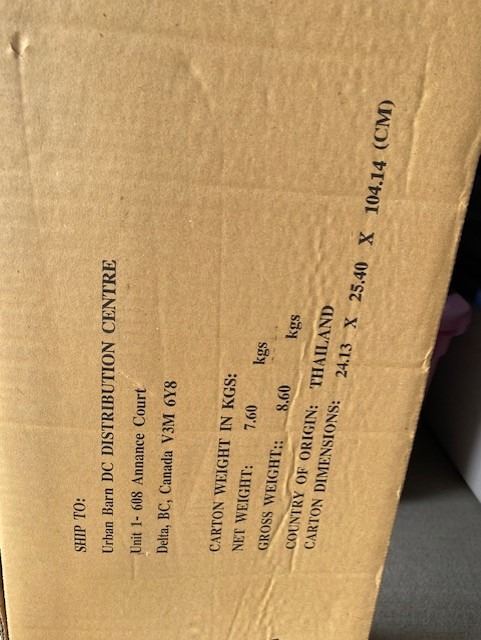 SHIP TO:
Urban Barn DC DISTRIBUTION CENTRE
Unit 1- 608 Annance Court
Delta, BC, Canada V3M 6Y8
CARTON WEIGHT IN KGS:
NET WEIGHT: 7.60 kgs
GROSS WEIGHT:: 8.60 kgs
COUNTRY OF ORIGIN: THAILAND
CARTON DIMENSIONS: 24.13 X 25.40 X 104.14 (CM)